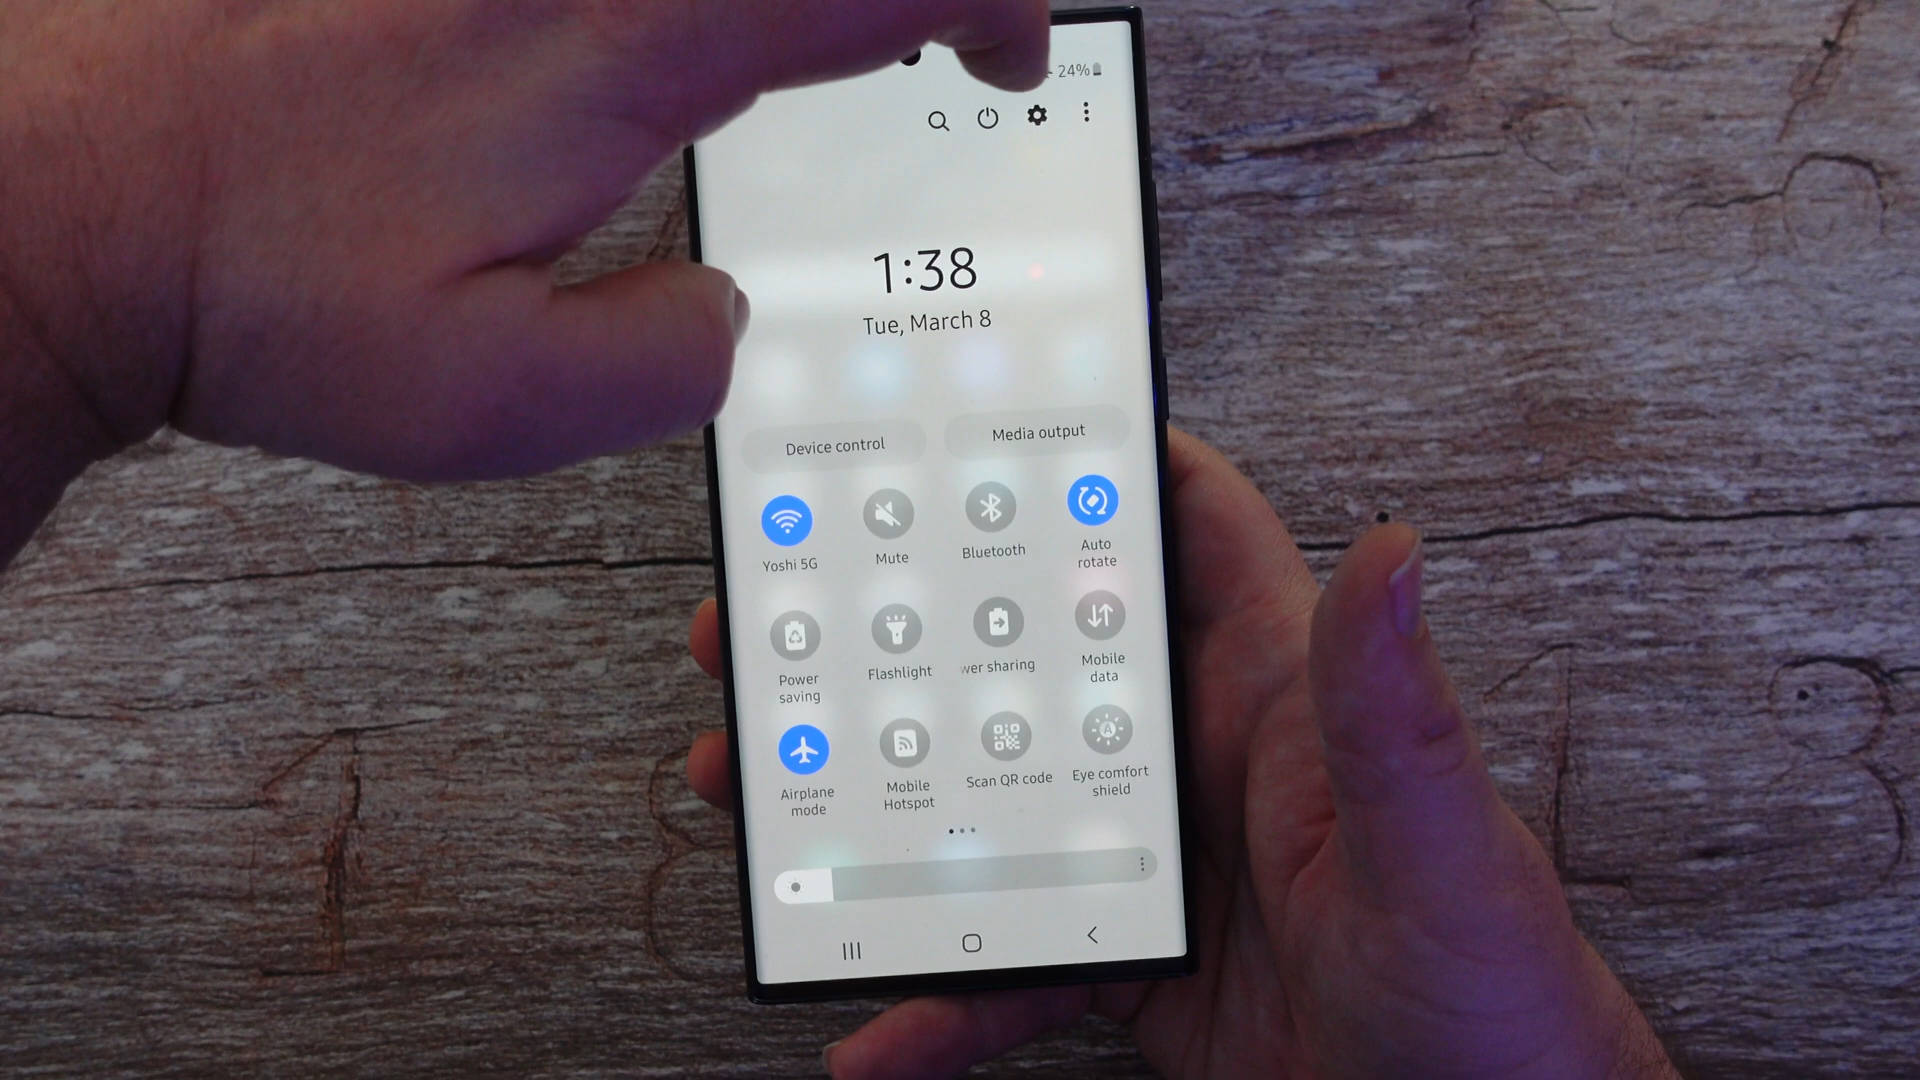 24%
1:38
Tue, March 8
Device control
Media output
Yoshi 5G
Mute
Bluetooth
Auto
rotate
Power
saving
Flashlight
wer sharing
Mobile
data
Airplane
mode
Mobile
Hotspot
Scan QR code
Eye comfort
shield